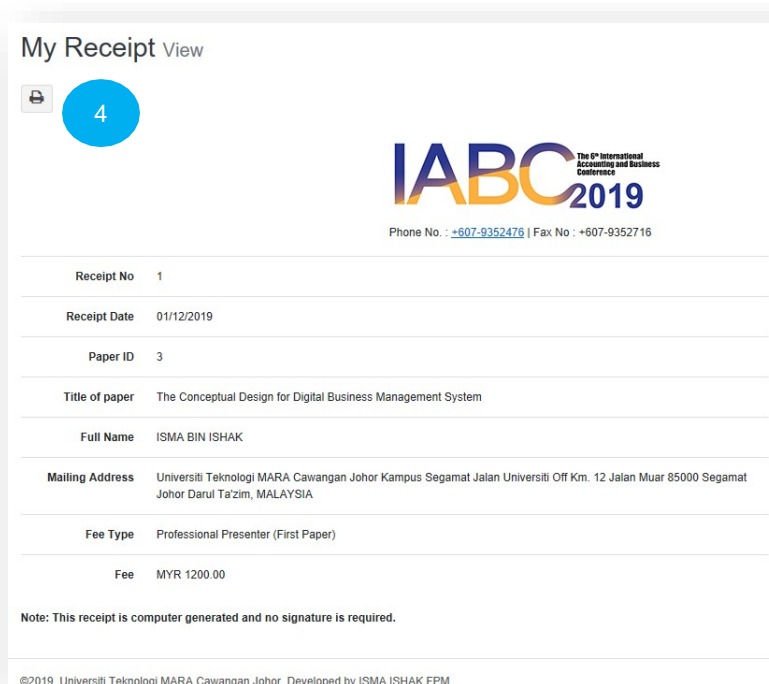 My Receipt View
4
IABC
The 6th International
Accounting and Business
Conference
2019
Phone No. : +607-9352476 | Fax No : +607-9352716
Receipt No 1
Receipt Date 01/12/2019
Paper ID 3
Title of paper The Conceptual Design for Digital Business Management System
Full Name ISMA BIN ISHAK
Mailing Address Universiti Teknologi MARA Cawangan Johor Kampus Segamat Jalan Universiti Off Km. 12 Jalan Muar 85000 Segamat
Johor Darul Ta'zim, MALAYSIA
Fee Type Professional Presenter (First Paper)
Fee MYR 1200.00
Note: This receipt is computer generated and no signature is required.
©2019 Universiti Teknologi MARA Cawangan Johor. Developed by ISMA ISHAK FPM